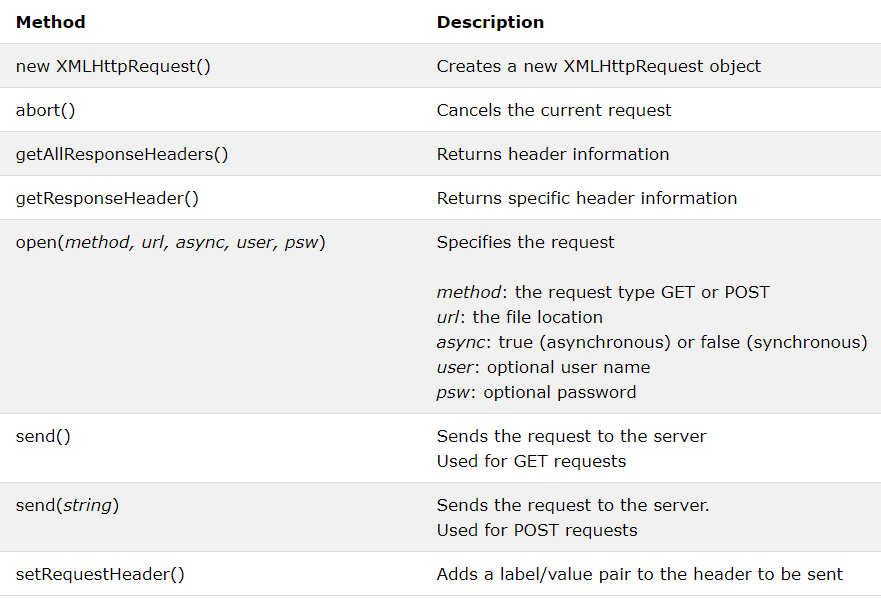 Method Description
new XMLHttpRequest() Creates a new XMLHttpRequest object
abort() Cancels the current request
getAllResponseHeaders() Returns header information
getResponseHeader() Returns specific header information
open(method, url, async, user, psw) Specifies the request
method: the request type GET or POST
url: the file location
async: true (asynchronous) or false (synchronous)
user: optional user name
psw: optional password
send() Sends the request to the server
Used for GET requests
send(string) Sends the request to the server.
Used for POST requests
setRequestHeader() Adds a label/value pair to the header to be sent